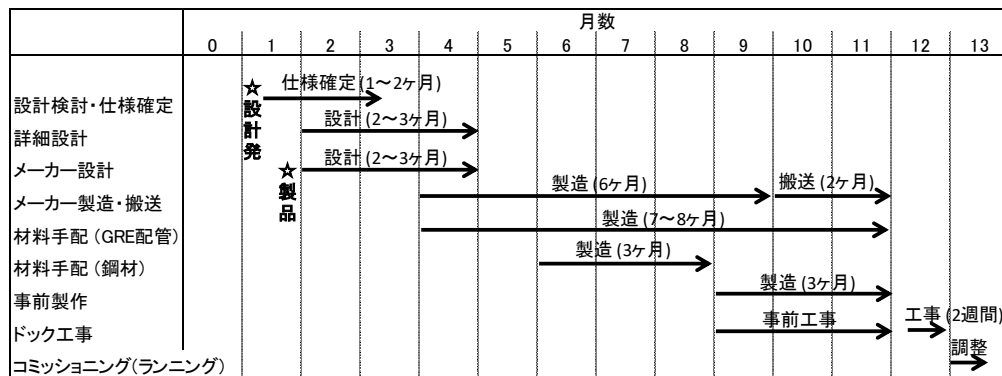 月数
0 1 2 3 4 5 6 7 8 9 10 11 12 13
設計検討・仕様確定 仕様確定 (1～2ヶ月)
☆設計発
詳細設計 設計 (2～3ヶ月)
メーカー設計 設計 (2～3ヶ月)
☆製品
メーカー製造・搬送 製造 (6ヶ月) 搬送 (2ヶ月)
材料手配 (GRE配管) 製造 (7～8ヶ月)
材料手配 (鋼材) 製造 (3ヶ月)
事前製作 製造 (3ヶ月)
ドック工事 事前工事 工事 (2週間)
コミッショニング(ランニング) 調整